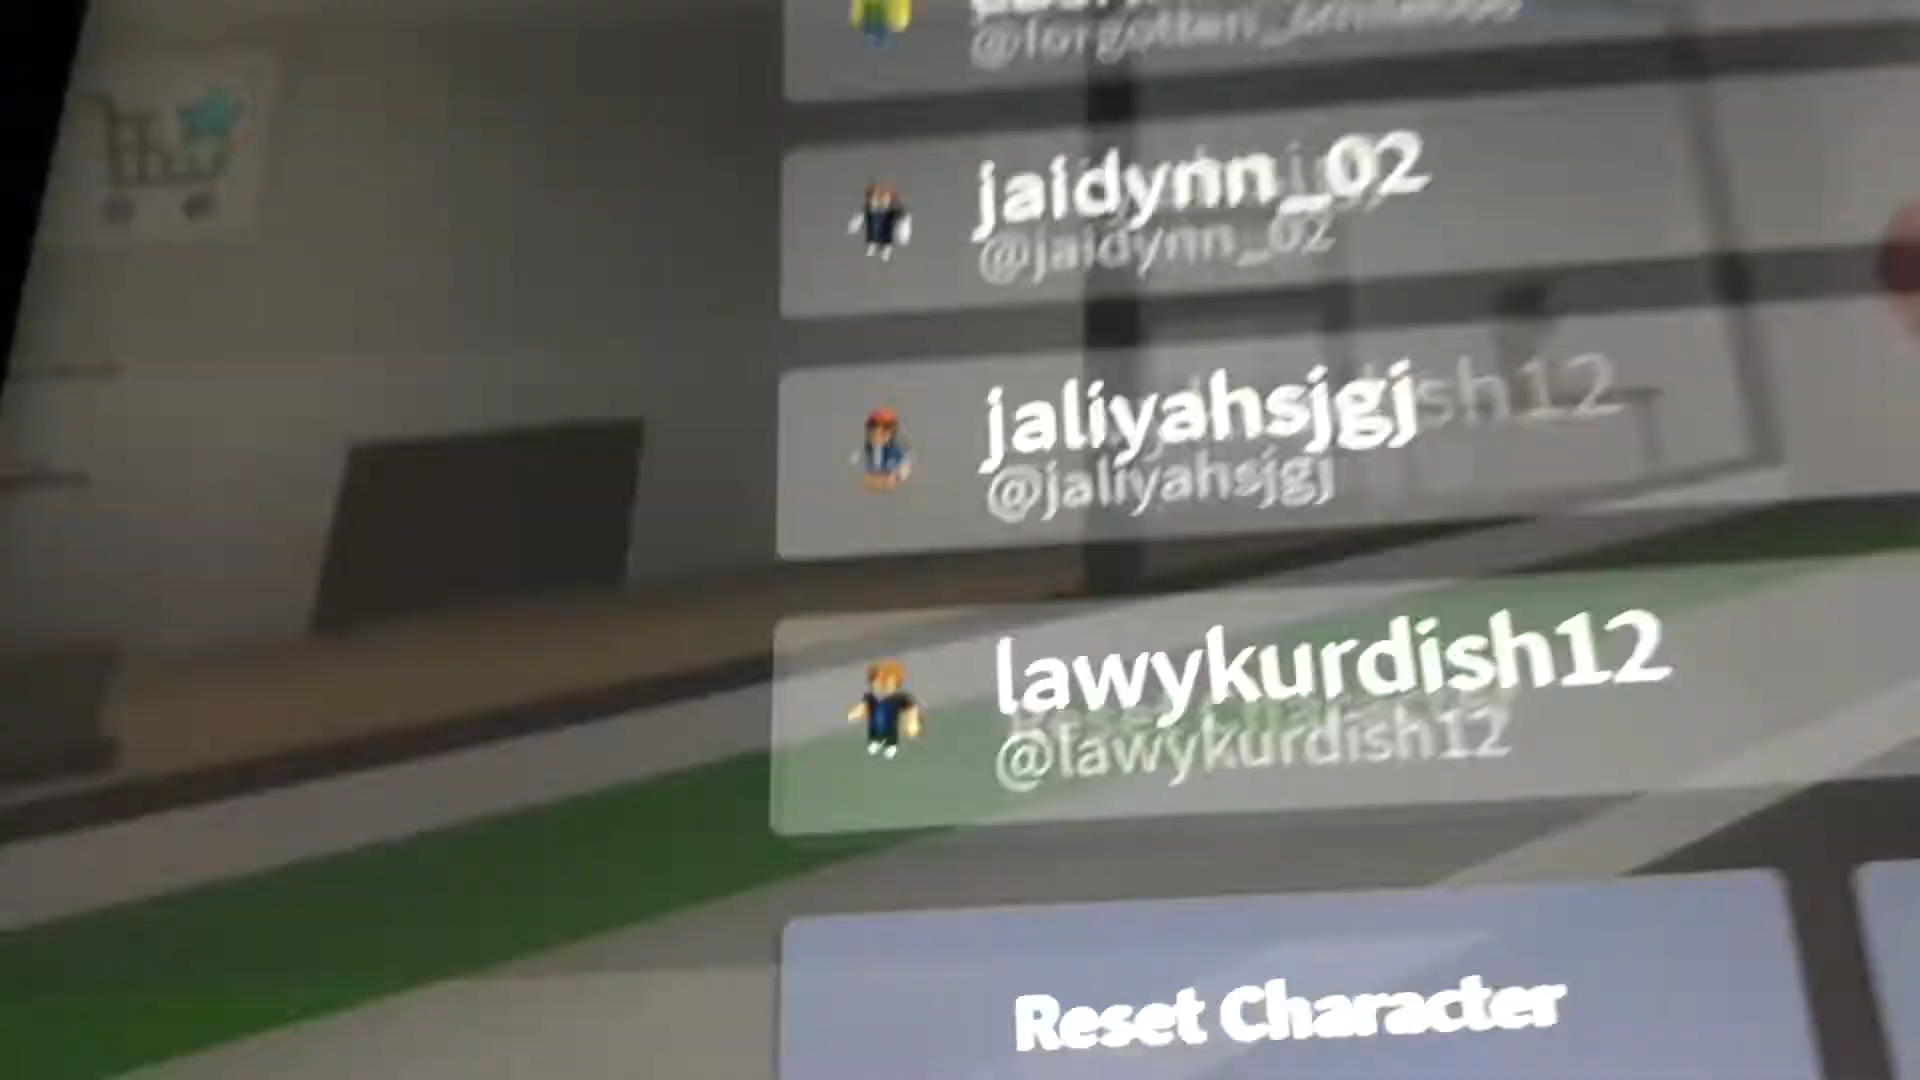 jaidynn_02
@jaidynn_02
jaliyahsjgj
@jaliyahsjgj
lawykurdish12
@lawykurdish12
Reset Character